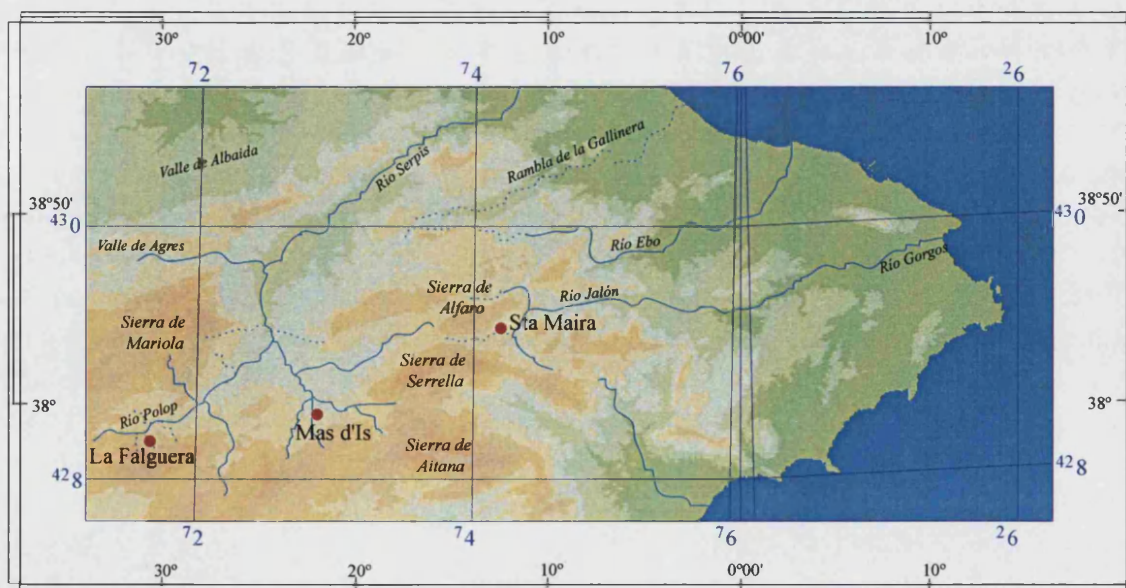 30º 20º 10º 0º00' 10º
72 74 76 26
Valle de Albaida
Rio Serpis
Rambla de la Gallinera
38º50'
430
Valle de Agres
Río Ebo
Río Gorgos
38º50'
430
Sierra de
Alfaro
Río Jalón
Sta Maira
Sierra de
Mariola
Sierra de
Serrella
38º
Rio Polop
Mas d'Is
38º
La Falguera
Sierra de
Aitana
428
428
72 74 76 26
30º 20º 10º 0º00' 10º